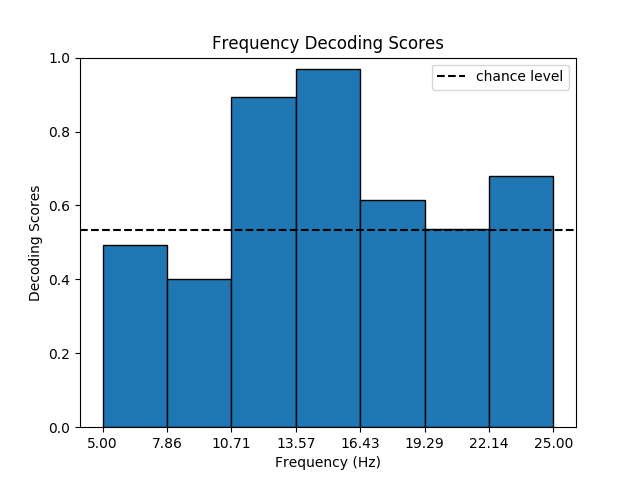 Frequency Decoding Scores
chance level
Decoding Scores
1.0
0.8
0.6
0.4
0.2
0.0
5.00 7.86 10.71 13.57 16.43 19.29 22.14 25.00
Frequency (Hz)